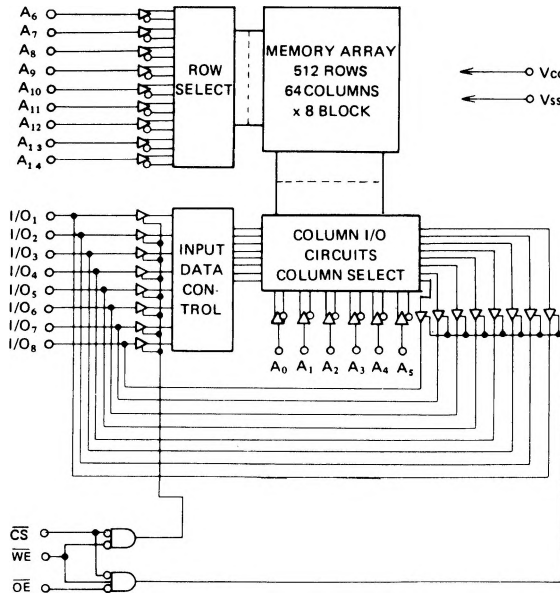 A6
A7
A8
A9
A10
A11
A12
A13
A14
ROW
SELECT
MEMORY ARRAY
512 ROWS
64 COLUMNS
x 8 BLOCK
Vcc
Vss
I/O1
I/O2
I/O3
I/O4
I/O5
I/O6
I/O7
I/O8
INPUT
DATA
CON-
TROL
COLUMN I/O
CIRCUITS
COLUMN SELECT
A0 A1 A2 A3 A4 A5
CS
WE
OE